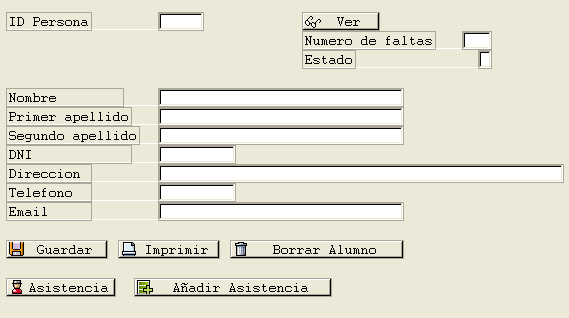 ID Persona
Ver
Numero de faltas
Estado
Nombre
Primer apellido
Segundo apellido
DNI
Direccion
Telefono
Email
Guardar Imprimir Borrar Alumno
Asistencia Añadir Asistencia